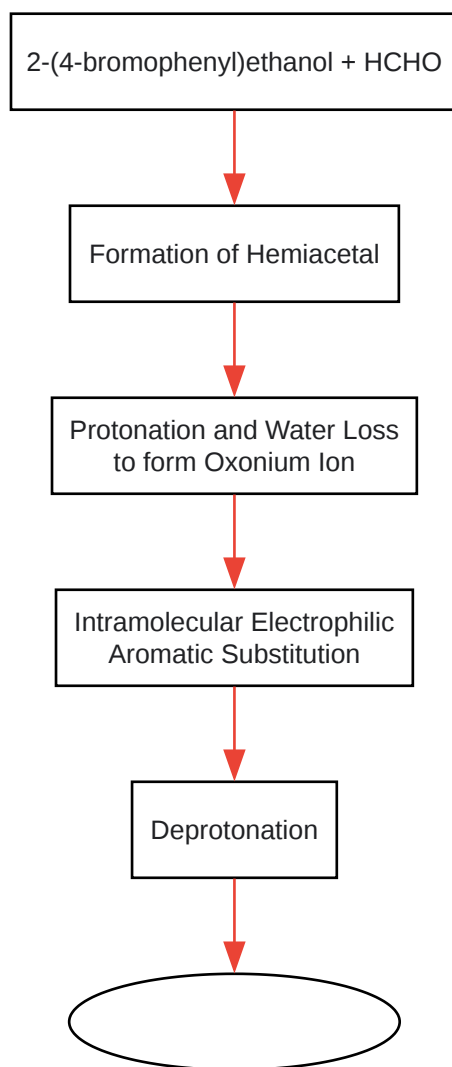 2-(4-bromophenyl)ethanol + HCHO
Formation of Hemiacetal
Protonation and Water Loss
to form Oxonium Ion
Intramolecular Electrophilic
Aromatic Substitution
Deprotonation